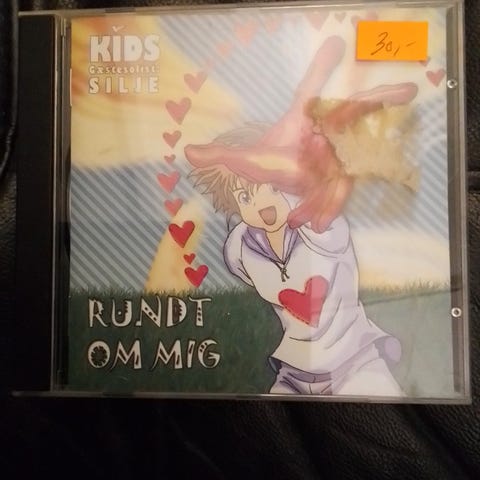 KIDS
Gæstesolist:
SILJE
30,-
RUNDT
OM MIG